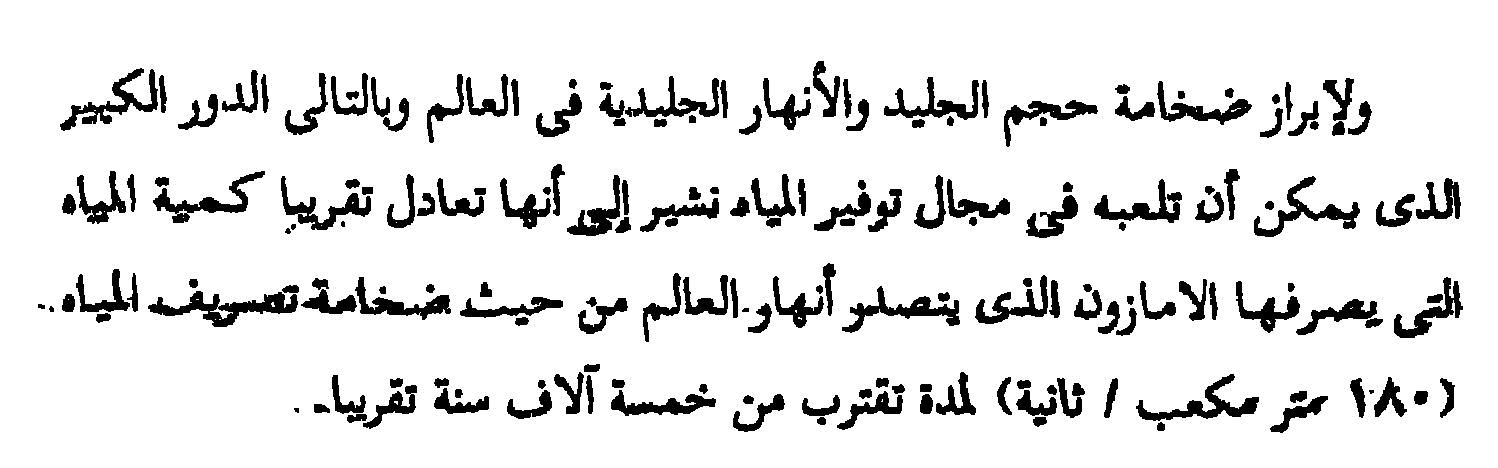 ولإبراز ضخامة حجم الجليد والأنهار الجليدية فى العالم وبالتالى الدور الكبير
الذى يمكن أن تلعبه فى مجال توفير المياه نشير إلى أنها تعادل تقريبا كمية المياه
التى يصرفها الامازون الذى يتصدر أنهار العالم من حيث ضخامة تصريف المياه
(١٨٠ متر مكعب / ثانية) لمدة تقترب من خمسة آلاف سنة تقريبا .